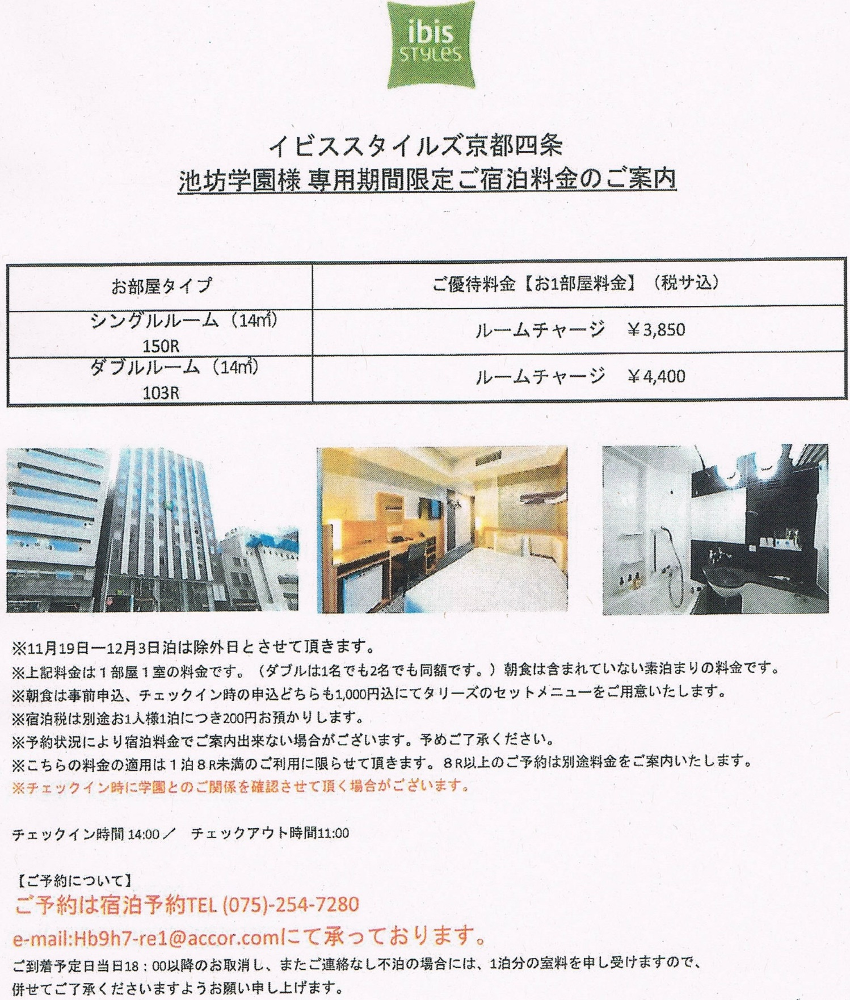 ibis
STYLES
イビススタイルズ京都四条
池坊学園様 専用期間限定ご宿泊料金のご案内
お部屋タイプ
ご優待料金【お1部屋料金】（税サ込）
シングルルーム（14㎡）
150R
ルームチャージ　￥3,850
ダブルルーム（14㎡）
103R
ルームチャージ　￥4,400
※11月19日―12月3日泊は除外日とさせて頂きます。
※上記料金は１部屋１室の料金です。（ダブルは1名でも2名でも同額です。）朝食は含まれていない素泊まりの料金です。
※朝食は事前申込、チェックイン時の申込どちらも1,000円込にてタリーズのセットメニューをご用意いたします。
※宿泊税は別途お1人様1泊につき200円お預かりします。
※予約状況により宿泊料金でご案内出来ない場合がございます。予めご了承ください。
※こちらの料金の適用は１泊８R未満のご利用に限らせて頂きます。８R以上のご予約は別途料金をご案内いたします。
※チェックイン時に学園とのご関係を確認させて頂く場合がございます。
チェックイン時間 14:00／　チェックアウト時間11:00
【ご予約について】
ご予約は宿泊予約TEL (075)-254-7280
e-mail:Hb9h7-re1@accor.comにて承っております。
ご到着予定日当日18：00以降のお取消し、またご連絡なし不泊の場合には、1泊分の室料を申し受けますので、
併せてご了承くださいますようお願い申し上げます。